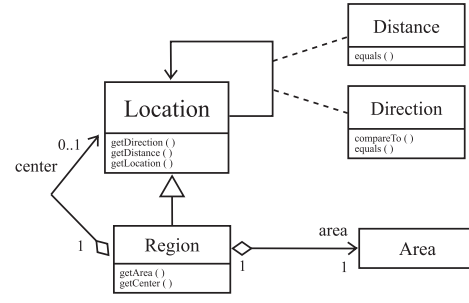 Distance
equals ( )
Location
getDirection ( )
getDistance ( )
getLocation ( )
Direction
compareTo ( )
equals ( )
0..1
center
1
Region
getArea ( )
getCenter ( )
area
1
1
Area